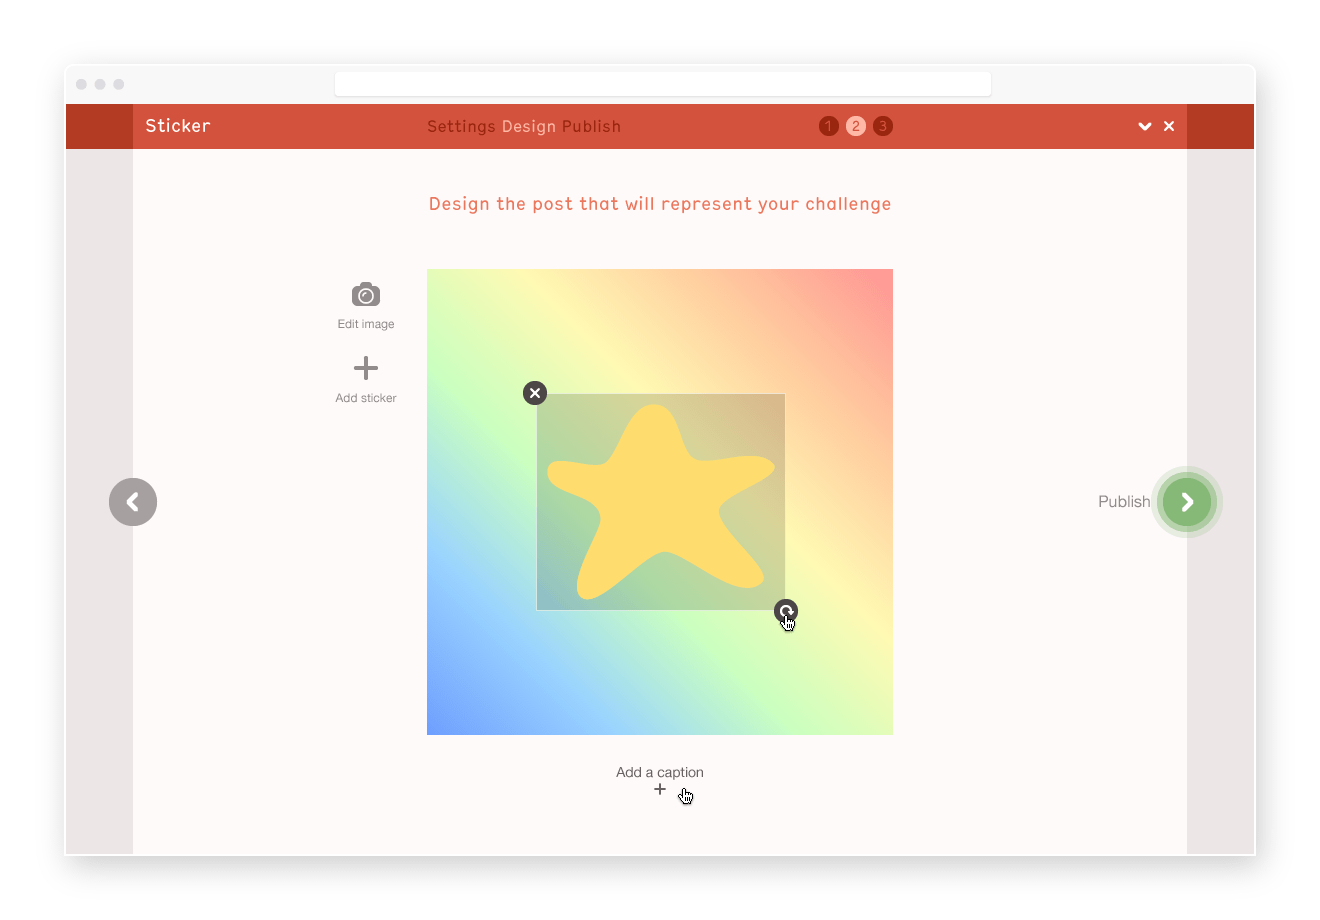 Sticker
Settings Design Publish
1 2 3
Design the post that will represent your challenge
Edit image
Add sticker
Publish
Add a caption